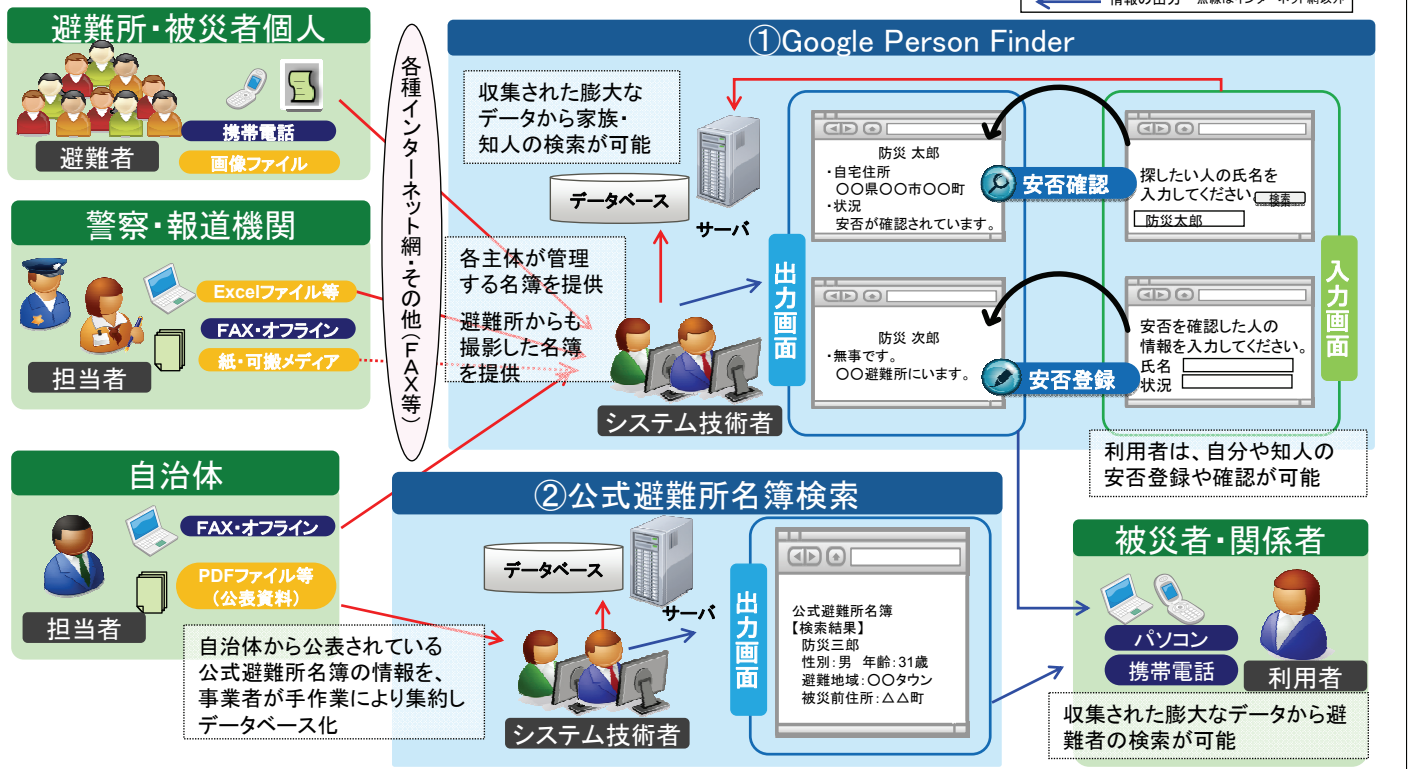 情報の出力 点線はインターネット網以外
避難所・被災者個人
避難者
携帯電話
画像ファイル
警察・報道機関
担当者
Excelファイル等
FAX・オフライン
紙・可搬メディア
自治体
担当者
FAX・オフライン
PDFファイル等
（公表資料）
各種インターネット網・その他（FAX等）
①Google Person Finder
収集された膨大な
データから家族・
知人の検索が可能
データベース
サーバ
各主体が管理
する名簿を提供
避難所からも
撮影した名簿
を提供
システム技術者
出力画面
防災 太郎
・自宅住所
〇〇県〇〇市〇〇町
・状況
安否が確認されています。
安否確認
探したい人の氏名を
入力してください
検索
防災太郎
防災 次郎
・無事です。
〇〇避難所にいます。
安否登録
安否を確認した人の
情報を入力してください。
氏名
状況
入力画面
利用者は、自分や知人の
安否登録や確認が可能
②公式避難所名簿検索
データベース
サーバ
システム技術者
自治体から公表されている
公式避難所名簿の情報を、
事業者が手作業により集約し
データベース化
出力画面
公式避難所名簿
【検索結果】
防災三郎
性別：男 年齢：31歳
避難地域：〇〇タウン
被災前住所：△△町
被災者・関係者
パソコン
携帯電話
利用者
収集された膨大なデータから避
難者の検索が可能